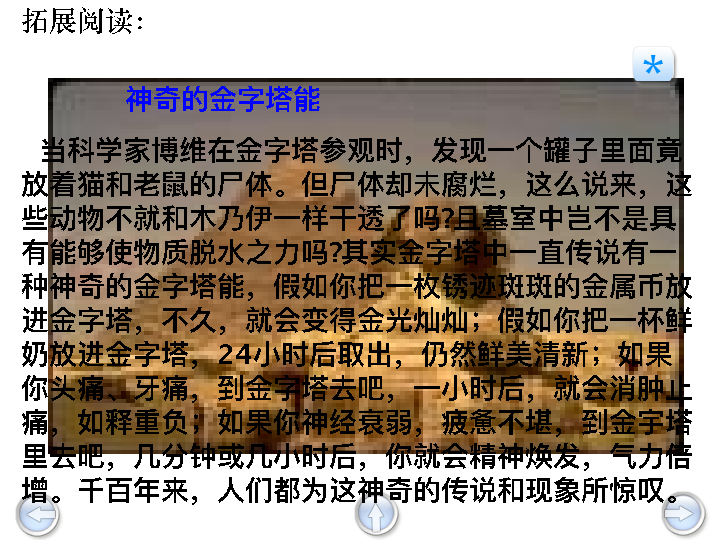 拓展阅读：
*
神奇的金字塔能
当科学家博维在金字塔参观时，发现一个罐子里面竟
放着猫和老鼠的尸体。但尸体却未腐烂，这么说来，这
些动物不就和木乃伊一样干透了吗?且墓室中岂不是具
有能够使物质脱水之力吗?其实金字塔中一直传说有一
种神奇的金字塔能，假如你把一枚锈迹斑斑的金属币放
进金字塔，不久，就会变得金光灿灿；假如你把一杯鲜
奶放进金字塔，24小时后取出，仍然鲜美清新；如果
你头痛、牙痛，到金字塔去吧，一小时后，就会消肿止
痛，如释重负；如果你神经衰弱，疲惫不堪，到金字塔
里去吧，几分钟或几小时后，你就会精神焕发，气力倍
增。千百年来，人们都为这神奇的传说和现象所惊叹。